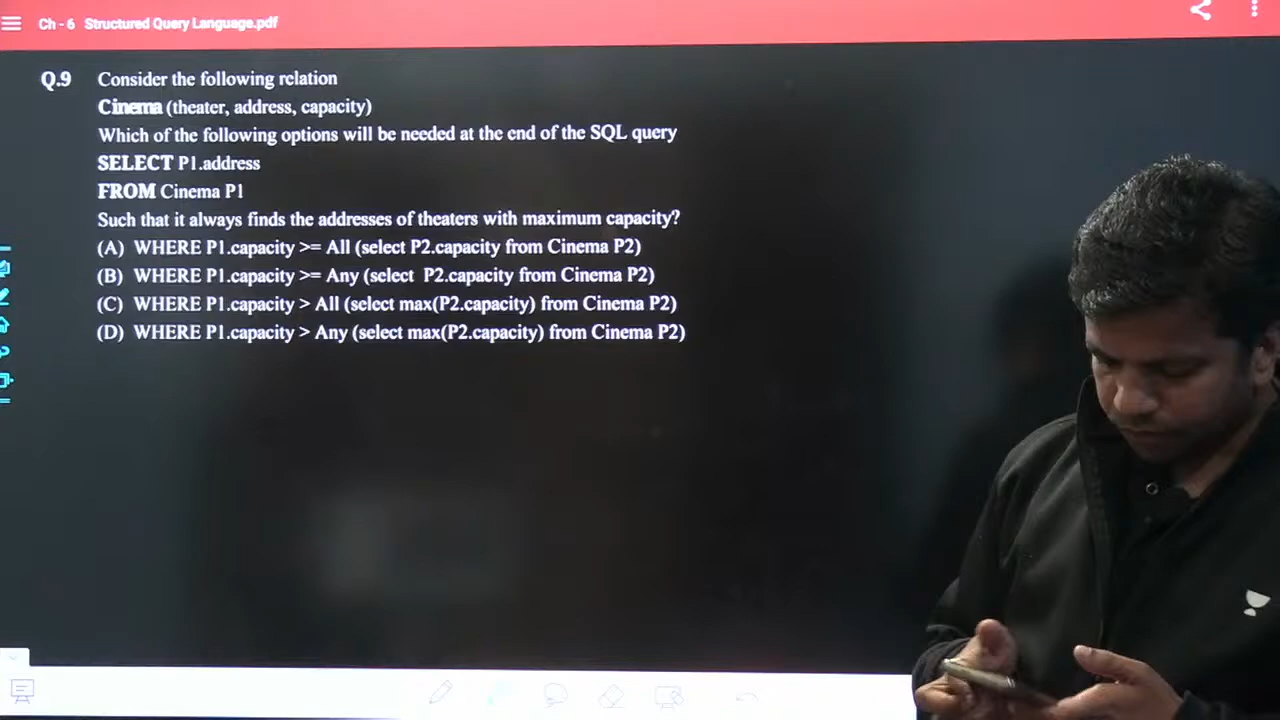 Ch - 6 Structured Query Language.pdf
Q.9 Consider the following relation
Cinema (theater, address, capacity)
Which of the following options will be needed at the end of the SQL query
SELECT P1.address
FROM Cinema P1
Such that it always finds the addresses of theaters with maximum capacity?
(A) WHERE P1.capacity >= All (select P2.capacity from Cinema P2)
(B) WHERE P1.capacity >= Any (select P2.capacity from Cinema P2)
(C) WHERE P1.capacity > All (select max(P2.capacity) from Cinema P2)
(D) WHERE P1.capacity > Any (select max(P2.capacity) from Cinema P2)